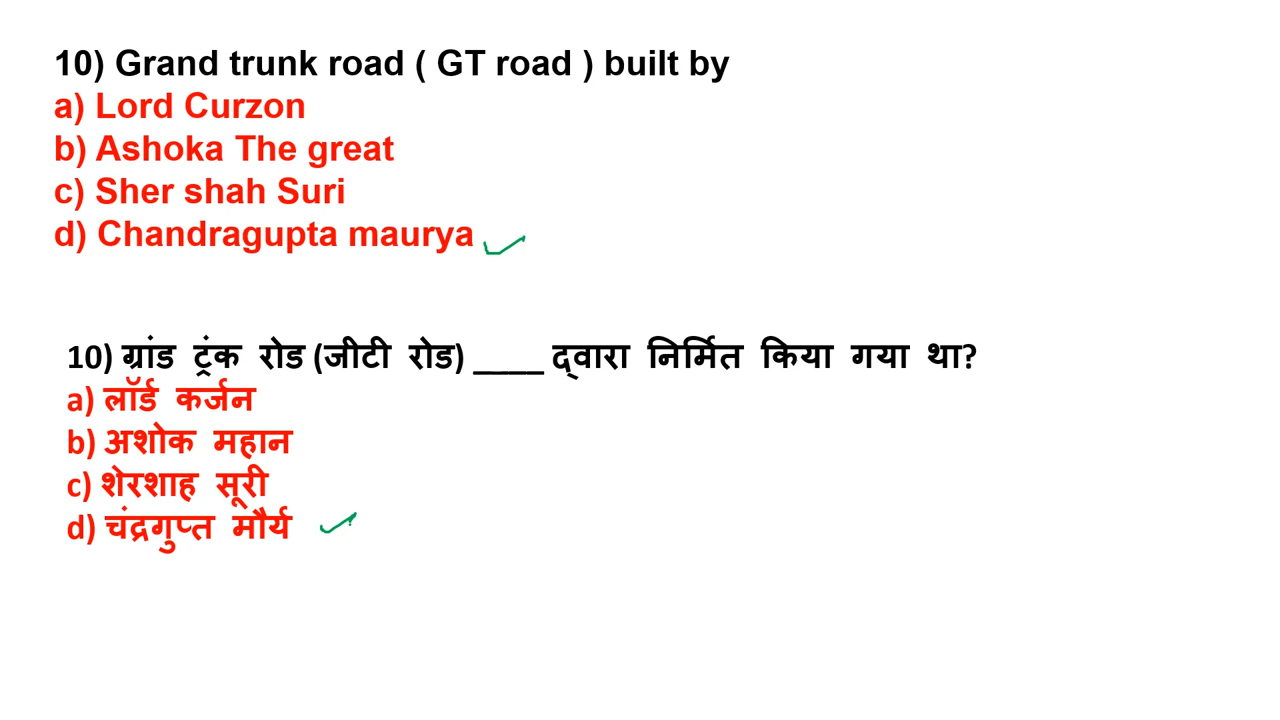 10) Grand trunk road ( GT road ) built by
a) Lord Curzon
b) Ashoka The great
c) Sher shah Suri
d) Chandragupta maurya
10) ग्रांड ट्रंक रोड (जीटी रोड) ____ द्वारा निर्मित किया गया था?
a) लॉर्ड कर्जन
b) अशोक महान
c) शेरशाह सूरी
d) चंद्रगुप्त मौर्य